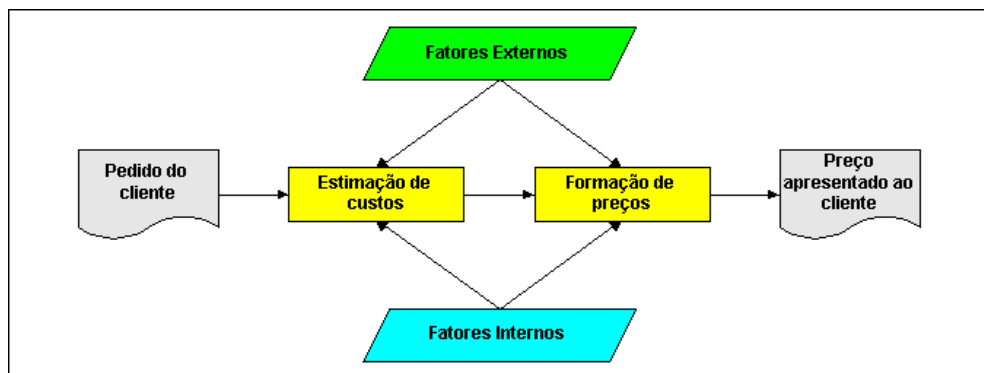 Fatores Externos
Pedido do
cliente
Estimação de
custos
Formação de
preços
Preço
apresentado ao
cliente
Fatores Internos